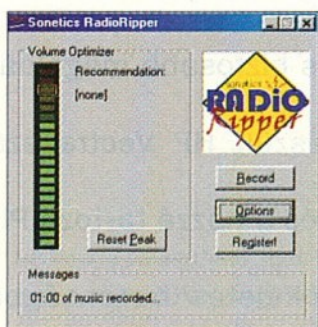 Sonetics RadioRipper
Volume Optimizer
Recommendation:
[none]
Reset Peak
sonetics
RADiO
Ripper
Record
Options
Register!
Messages
01:00 of music recorded...